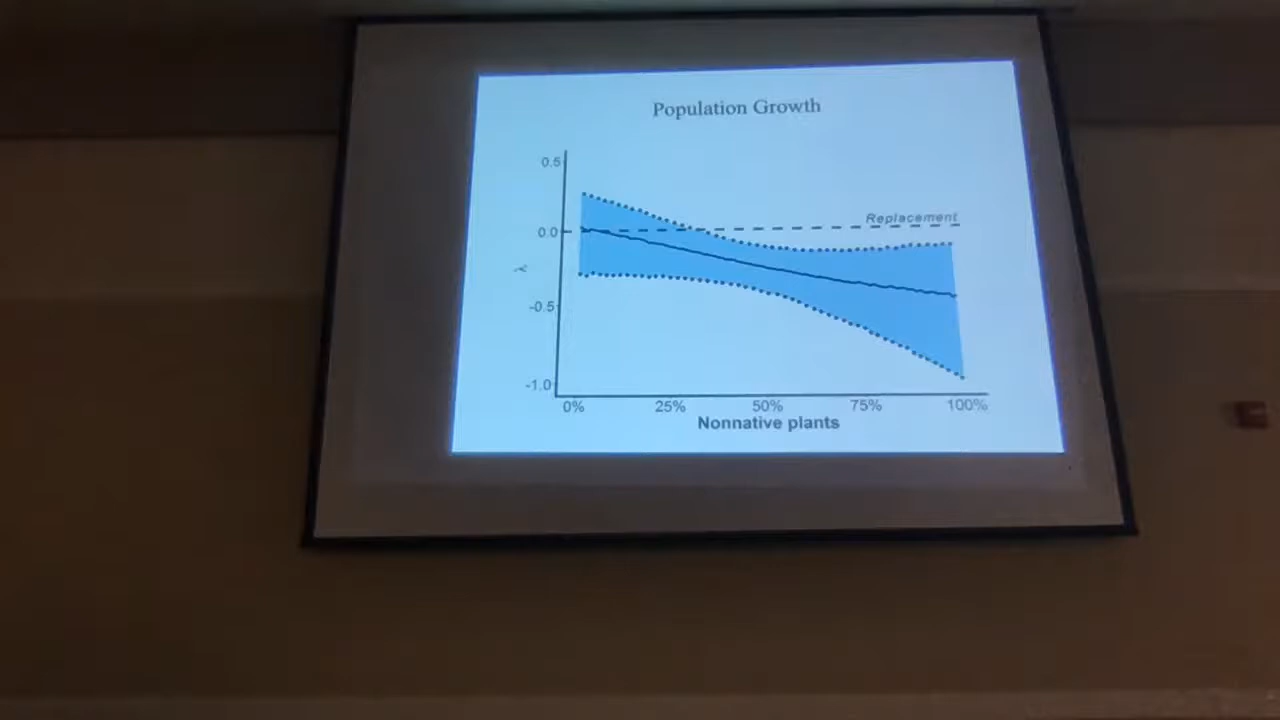 Population Growth
0.5
Replacement
0.0
λ
-0.5
-1.0
0% 25% 50% 75% 100%
Nonnative plants